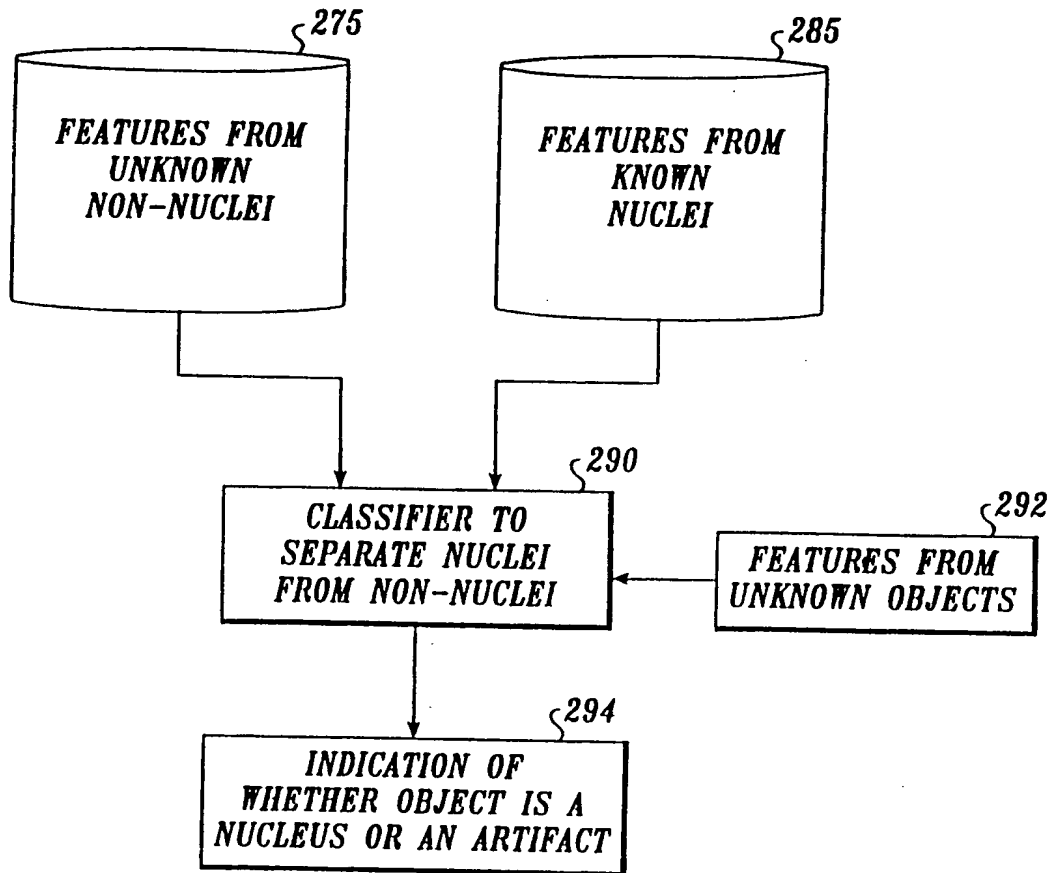 275
FEATURES FROM
UNKNOWN
NON-NUCLEI
285
FEATURES FROM
KNOWN
NUCLEI
290
CLASSIFIER TO
SEPARATE NUCLEI
FROM NON-NUCLEI
292
FEATURES FROM
UNKNOWN OBJECTS
294
INDICATION OF
WHETHER OBJECT IS A
NUCLEUS OR AN ARTIFACT